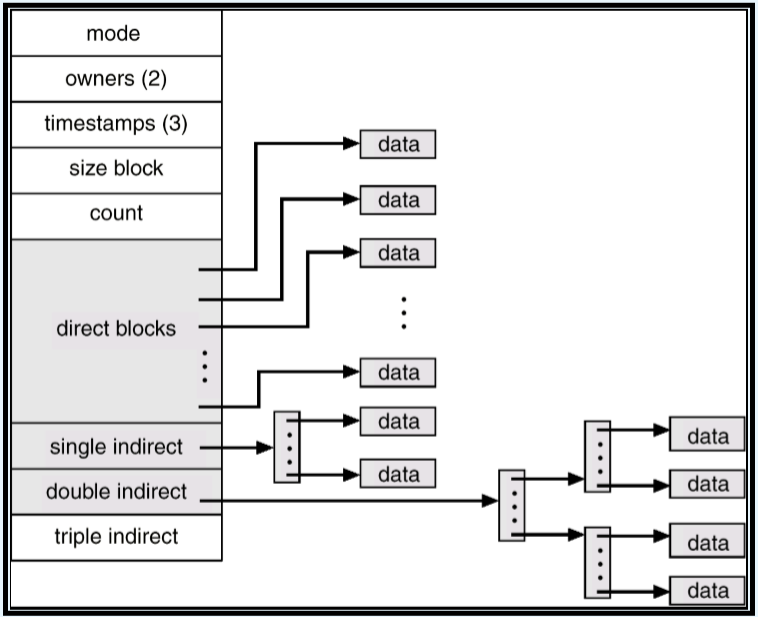 mode
owners (2)
timestamps (3)
size block
count
direct blocks
single indirect
double indirect
triple indirect
data
data
data
data
data
data
data
data
data
data